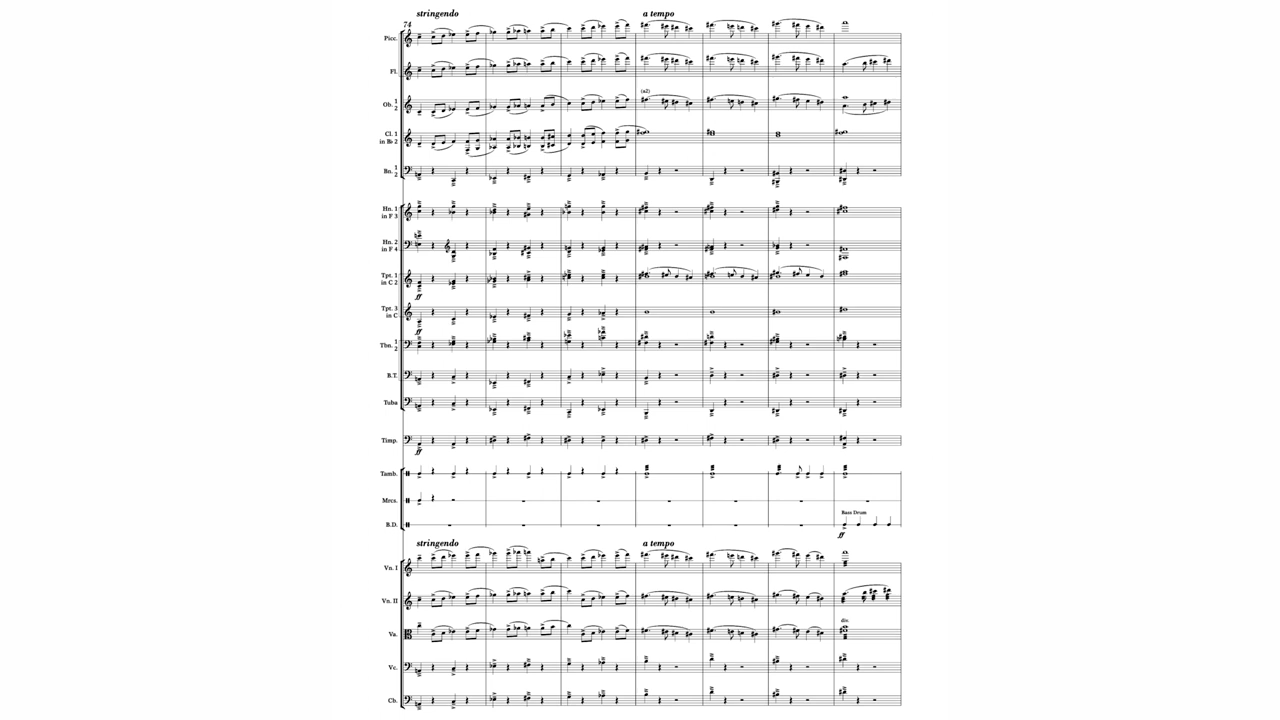 stringendo
a tempo
74
Picc.
Fl.
(a2)
Ob. 1
2
Cl. 1
in B♭ 2
Bn. 1
2
Hn. 1
in F 3
Hn. 2
in F 4
Tpt. 1
in C 2
ff
Tpt. 3
in C
ff
Tbn. 1
2
B.T.
Tuba
Timp.
ff
Tamb.
Mrcs.
Bass Drum
B.D.
ff
stringendo
a tempo
Vn. I
Vn. II
div.
Va.
Vc.
Cb.